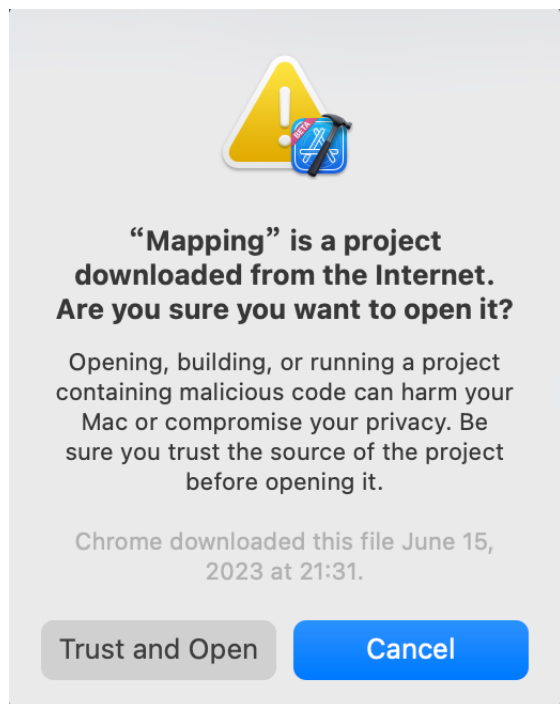 BETA
“Mapping” is a project
downloaded from the Internet.
Are you sure you want to open it?
Opening, building, or running a project
containing malicious code can harm your
Mac or compromise your privacy. Be
sure you trust the source of the project
before opening it.
Chrome downloaded this file June 15,
2023 at 21:31.
Trust and Open
Cancel